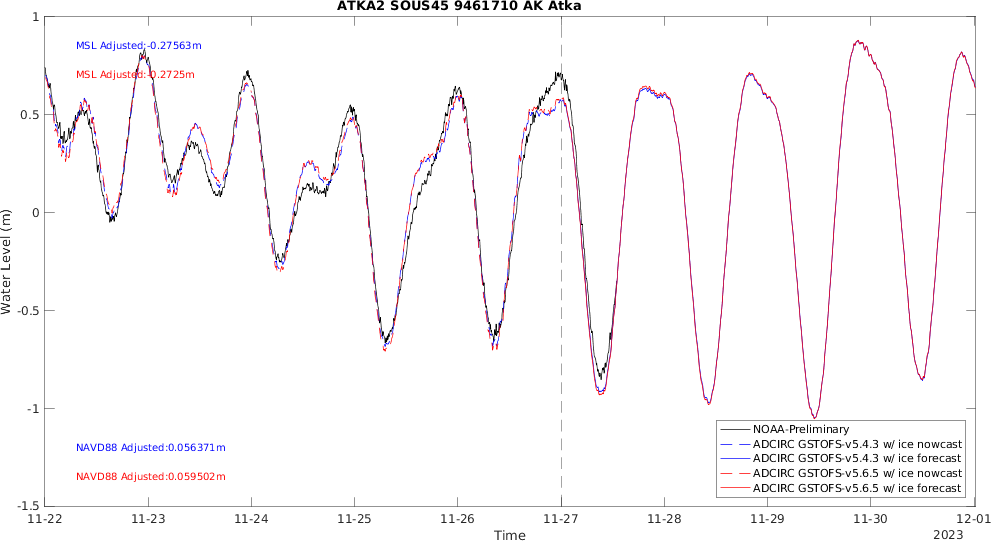 ATKA2 SOUS45 9461710 AK Atka
MSL Adjusted:-0.27563m
MSL Adjusted:-0.2725m
NAVD88 Adjusted:0.056371m
NAVD88 Adjusted:0.059502m
Water Level (m)
1
0.5
0
-0.5
-1
-1.5
NOAA-Preliminary
ADCIRC GSTOFS-v5.4.3 w/ ice nowcast
ADCIRC GSTOFS-v5.4.3 w/ ice forecast
ADCIRC GSTOFS-v5.6.5 w/ ice nowcast
ADCIRC GSTOFS-v5.6.5 w/ ice forecast
11-22 11-23 11-24 11-25 11-26 11-27 11-28 11-29 11-30 12-01
Time
2023